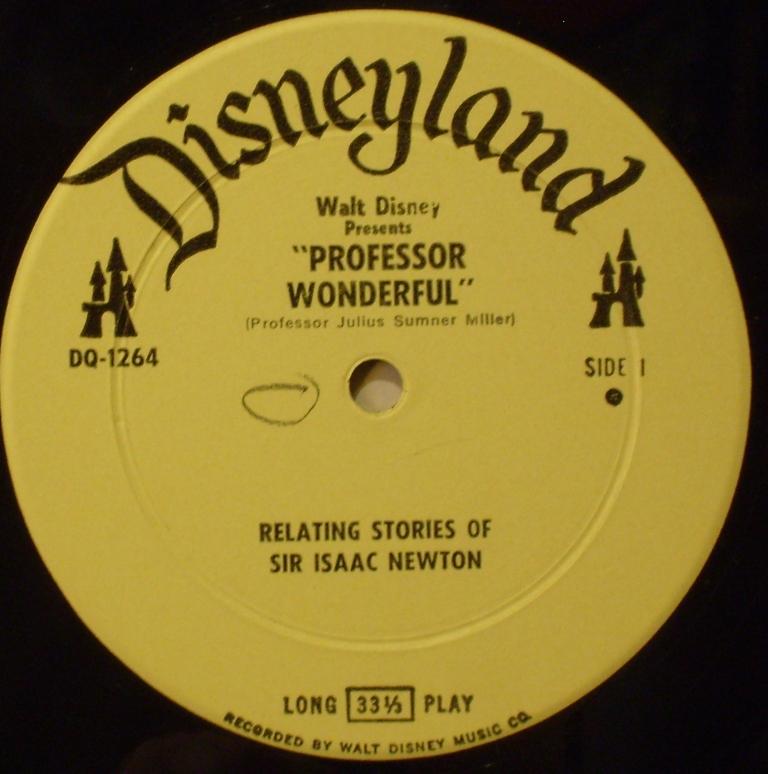 Disneyland
Walt Disney
Presents
"PROFESSOR
WONDERFUL"
(Professor Julius Sumner Miller)
DQ-1264
SIDE 1
RELATING STORIES OF
SIR ISAAC NEWTON
LONG 33⅓ PLAY
RECORDED BY WALT DISNEY MUSIC CO.